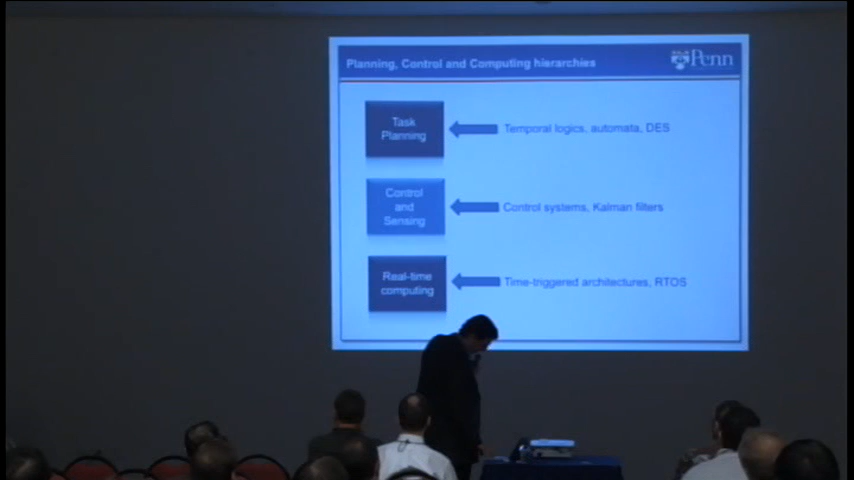 Planning, Control and Computing hierarchies
Penn
Task
Planning
Temporal logics, automata, DES
Control
and
Sensing
Control systems, Kalman filters
Real-time
computing
Time-triggered architectures, RTOS